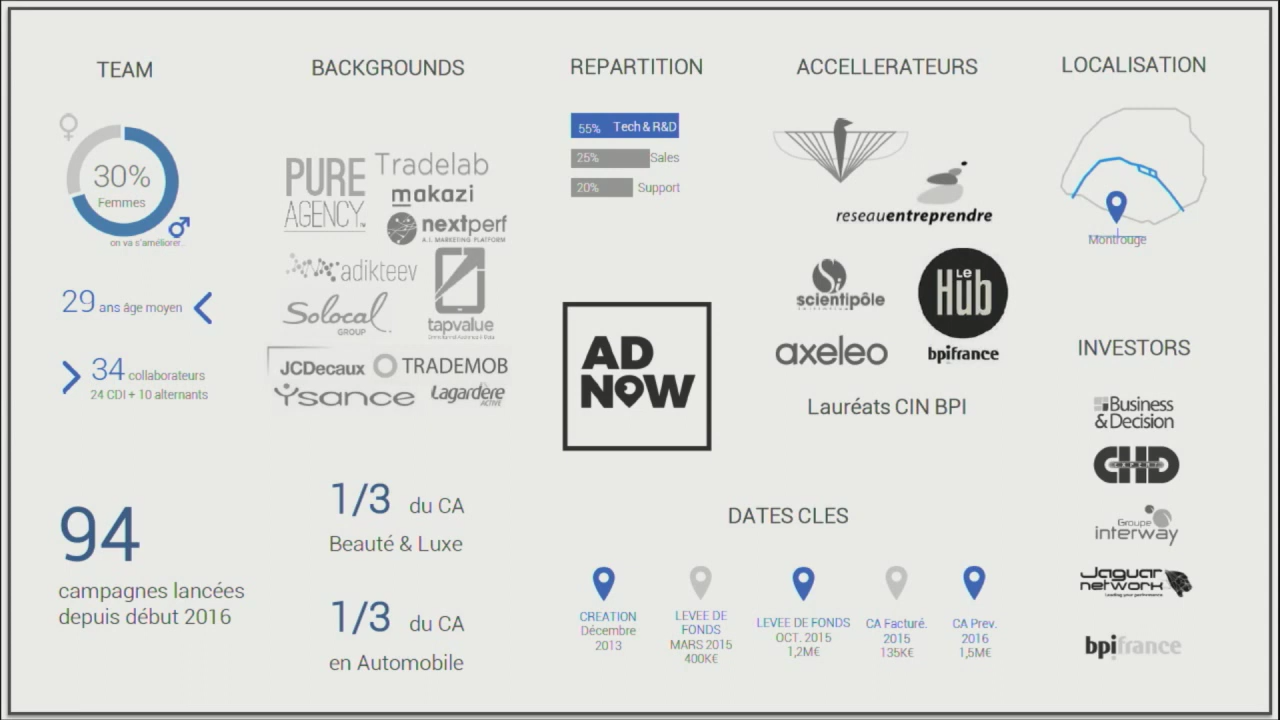 TEAM
30%
Femmes
on va s'améliorer..
29 ans âge moyen
34 collaborateurs
24 CDI + 10 alternants
94
campagnes lancées
depuis début 2016
BACKGROUNDS
PURE
AGENCY
Tradelab
makazi
nextperf
A.I. MARKETING PLATFORM
adikteev
Solocal
GROUP
tapvalue
JCDecaux
TRADEMOB
Ysance
Lagardère
ACTIVE
1/3 du CA
Beauté & Luxe
1/3 du CA
en Automobile
REPARTITION
55% Tech & R&D
25% Sales
20% Support
AD
NOW
ACCELLERATEURS
reseauentreprendre
scientipôle
LE
Hub
bpifrance
axeleo
Lauréats CIN BPI
DATES CLES
CREATION
Décembre
2013
LEVEE DE
FONDS
MARS 2015
400K€
LEVEE DE FONDS
OCT. 2015
1,2M€
CA Facturé.
2015
135K€
CA Prev.
2016
1,5M€
LOCALISATION
Montrouge
INVESTORS
Business
& Decision
CHD
EXPERT
Groupe
interway
Jaguar
network
Leading your performance
bpifrance